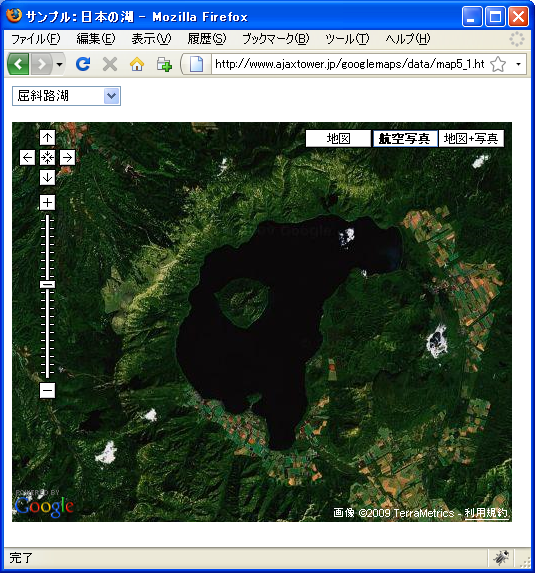 サンプル: 日本の湖 - Mozilla Firefox
ファイル(F) 編集(E) 表示(V) 履歴(S) ブックマーク(B) ツール(T) ヘルプ(H)
http://www.ajaxtower.jp/googlemaps/data/map5_1.ht
屈斜路湖
地図 航空写真 地図+写真
©2009 Google
POWERED BY
Google
画像 ©2009 TerraMetrics - 利用規約
完了